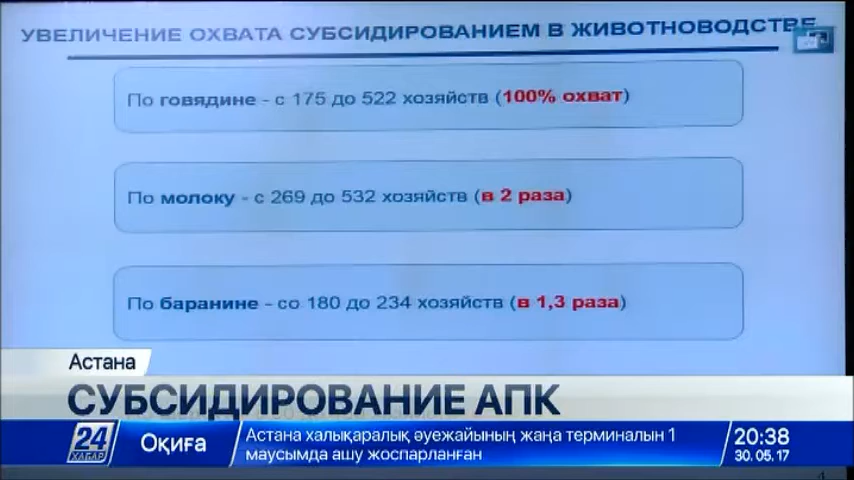 УВЕЛИЧЕНИЕ ОХВАТА СУБСИДИРОВАНИЕМ В ЖИВОТНОВОДСТВЕ
По говядине - с 175 до 522 хозяйств (100% охват)
По молоку - с 269 до 532 хозяйств (в 2 раза)
По баранине - со 180 до 234 хозяйств (в 1,3 раза)
Астана
СУБСИДИРОВАНИЕ АПК
24 ХАБАР
Оқиға
Астана халықаралық әуежайының жаңа терминалын 1
маусымда ашу жоспарланған
20:38
30.05.17